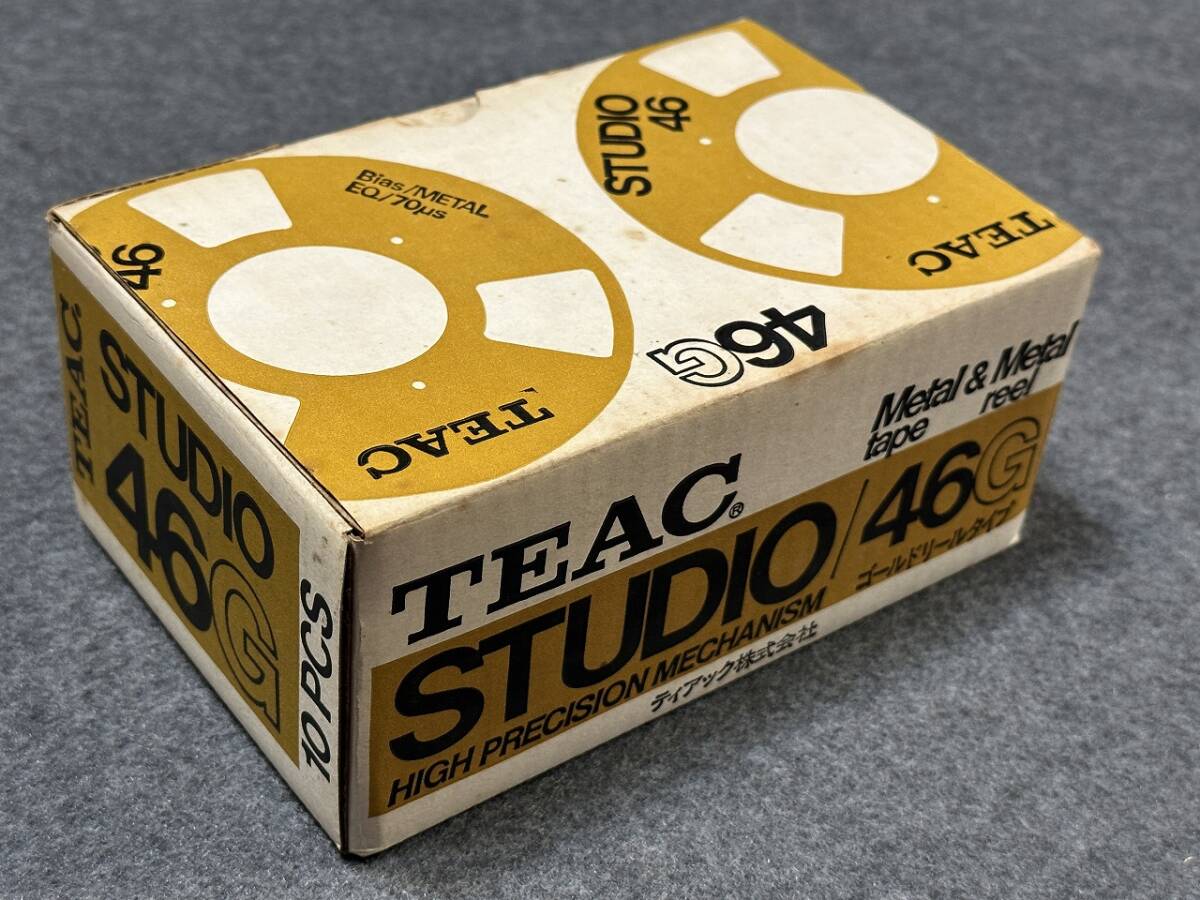 STUDIO
46
TEAC
Bias/METAL
EQ/70μs
46
TEAC
46G
TEAC®
STUDIO
46G
10 PCS
Metal & Metal
tape reel
TEAC®
STUDIO/46G
HIGH PRECISION MECHANISM
ゴールドリールタイプ
ティアック株式会社